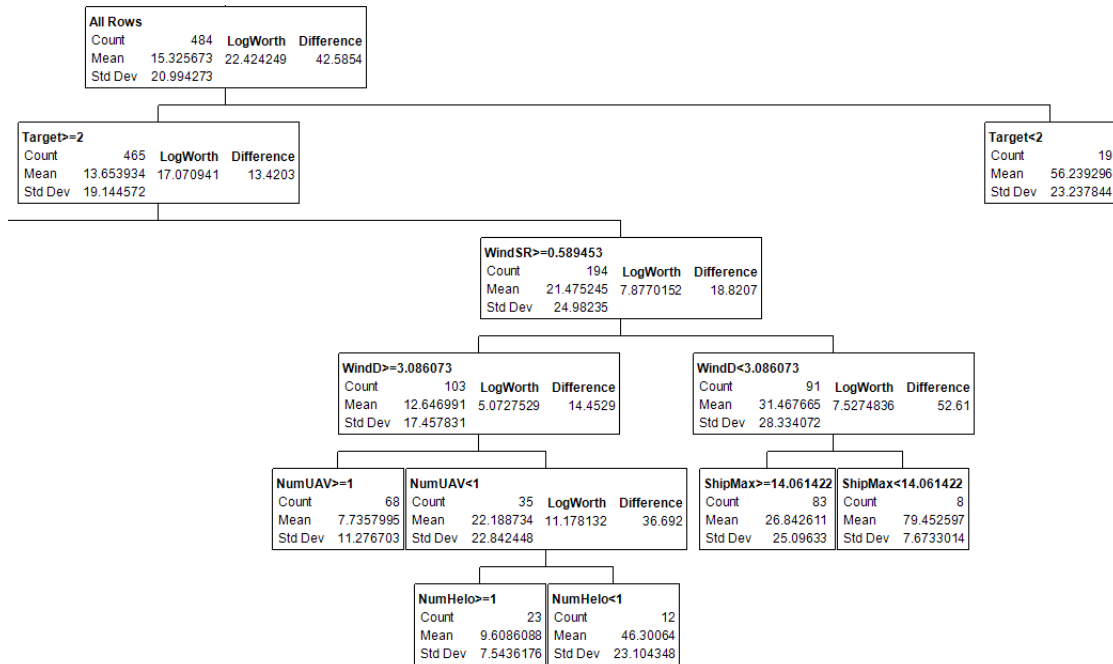 All Rows
Count 484 LogWorth Difference
Mean 15.325673 22.424249 42.5854
Std Dev 20.994273
Target>=2
Count 465 LogWorth Difference
Mean 13.653934 17.070941 13.4203
Std Dev 19.144572
Target<2
Count 19
Mean 56.239296
Std Dev 23.237844
WindSR>=0.589453
Count 194 LogWorth Difference
Mean 21.475245 7.8770152 18.8207
Std Dev 24.98235
WindD>=3.086073
Count 103 LogWorth Difference
Mean 12.646991 5.0727529 14.4529
Std Dev 17.457831
WindD<3.086073
Count 91 LogWorth Difference
Mean 31.467665 7.5274836 52.61
Std Dev 28.334072
NumUAV>=1
Count 68
Mean 7.7357995
Std Dev 11.276703
NumUAV<1
Count 35 LogWorth Difference
Mean 22.188734 11.178132 36.692
Std Dev 22.842448
ShipMax>=14.061422
Count 83
Mean 26.842611
Std Dev 25.09633
ShipMax<14.061422
Count 8
Mean 79.452597
Std Dev 7.6733014
NumHelo>=1
Count 23
Mean 9.6086088
Std Dev 7.5436176
NumHelo<1
Count 12
Mean 46.30064
Std Dev 23.104348